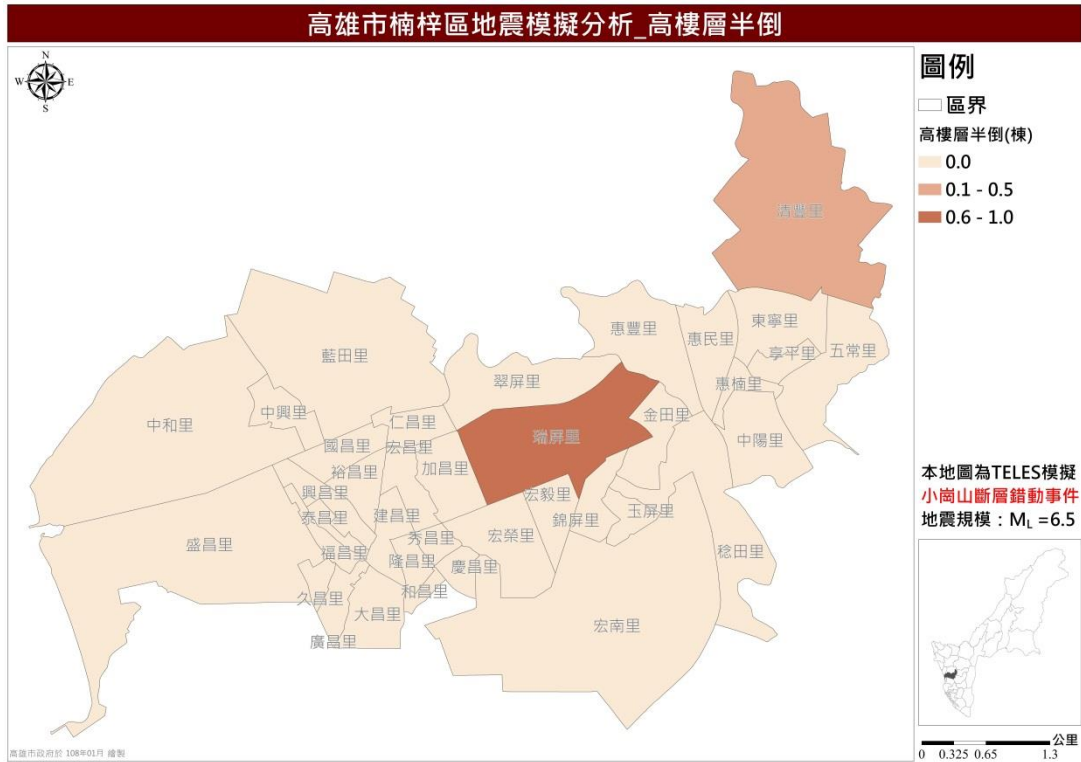 高雄市楠梓區地震模擬分析_高樓層半倒
N
W
E
S
圖例
區界
高樓層半倒(棟)
0.0
0.1 - 0.5
0.6 - 1.0
清豐里
惠豐里
惠民里
東寧里
享平里
五常里
藍田里
翠屏里
惠楠里
中和里
中興里
仁昌里
瑞屏里
金田里
中陽里
國昌里
宏昌里
加昌里
裕昌里
興昌里
宏毅里
泰昌里
建昌里
錦屏里
玉屏里
盛昌里
福昌里
秀昌里
宏榮里
隆昌里
慶昌里
稔田里
久昌里
和昌里
大昌里
宏南里
廣昌里
本地圖為TELES模擬
小崗山斷層錯動事件
地震規模：ML =6.5
公里
0 0.325 0.65 1.3
高雄市政府於 108年01月 繪製